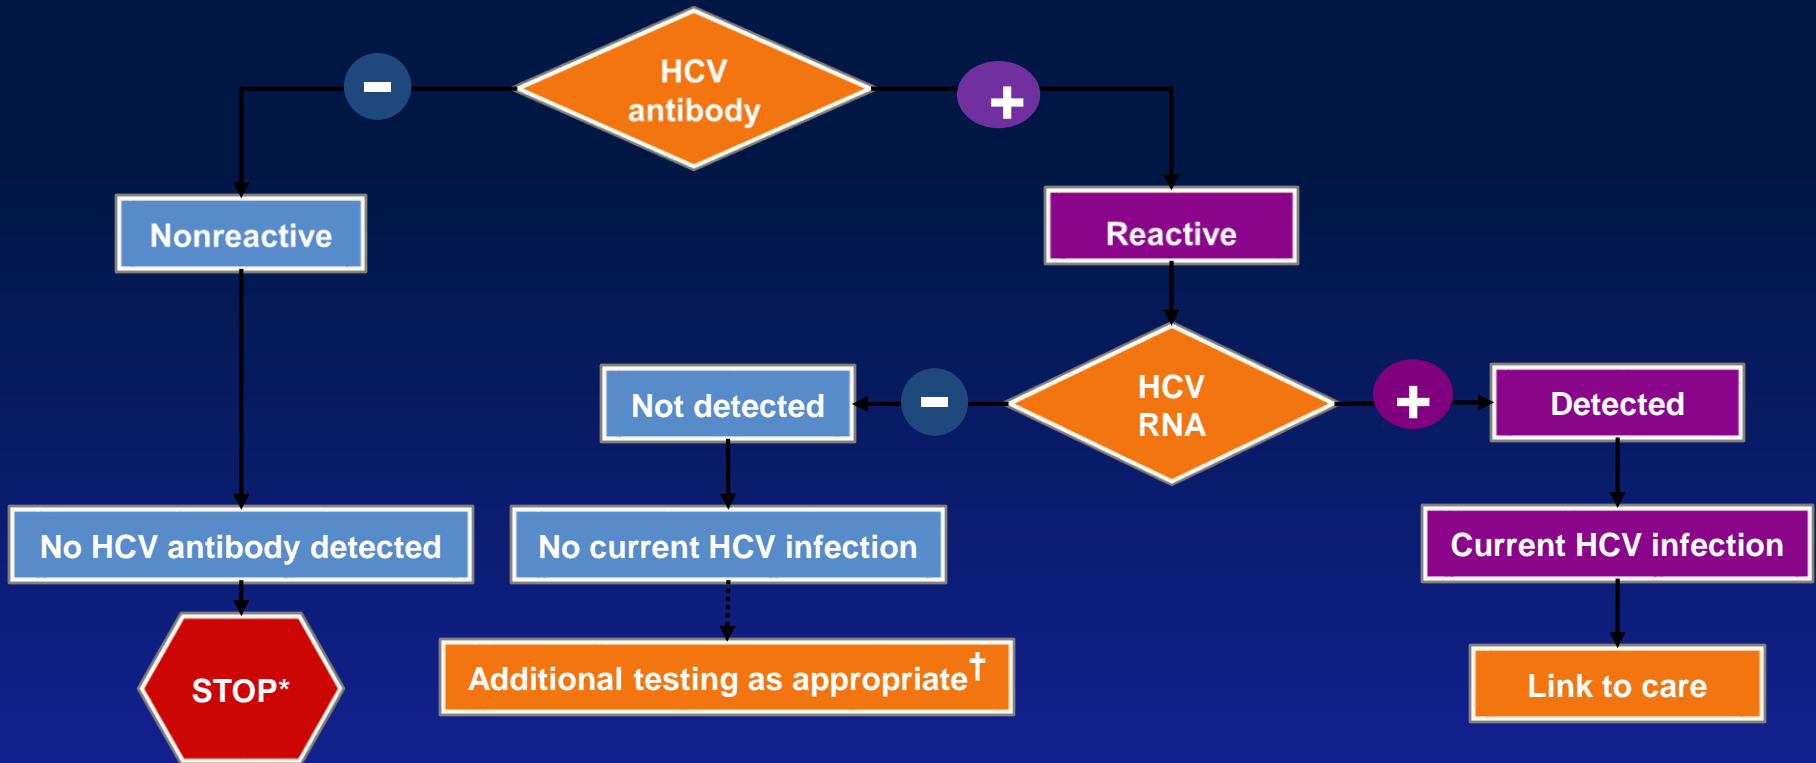 HCV
antibody
-
+
Nonreactive
Reactive
HCV
RNA
-
+
Not detected
Detected
No HCV antibody detected
No current HCV infection
Current HCV infection
STOP*
Additional testing as appropriate†
Link to care